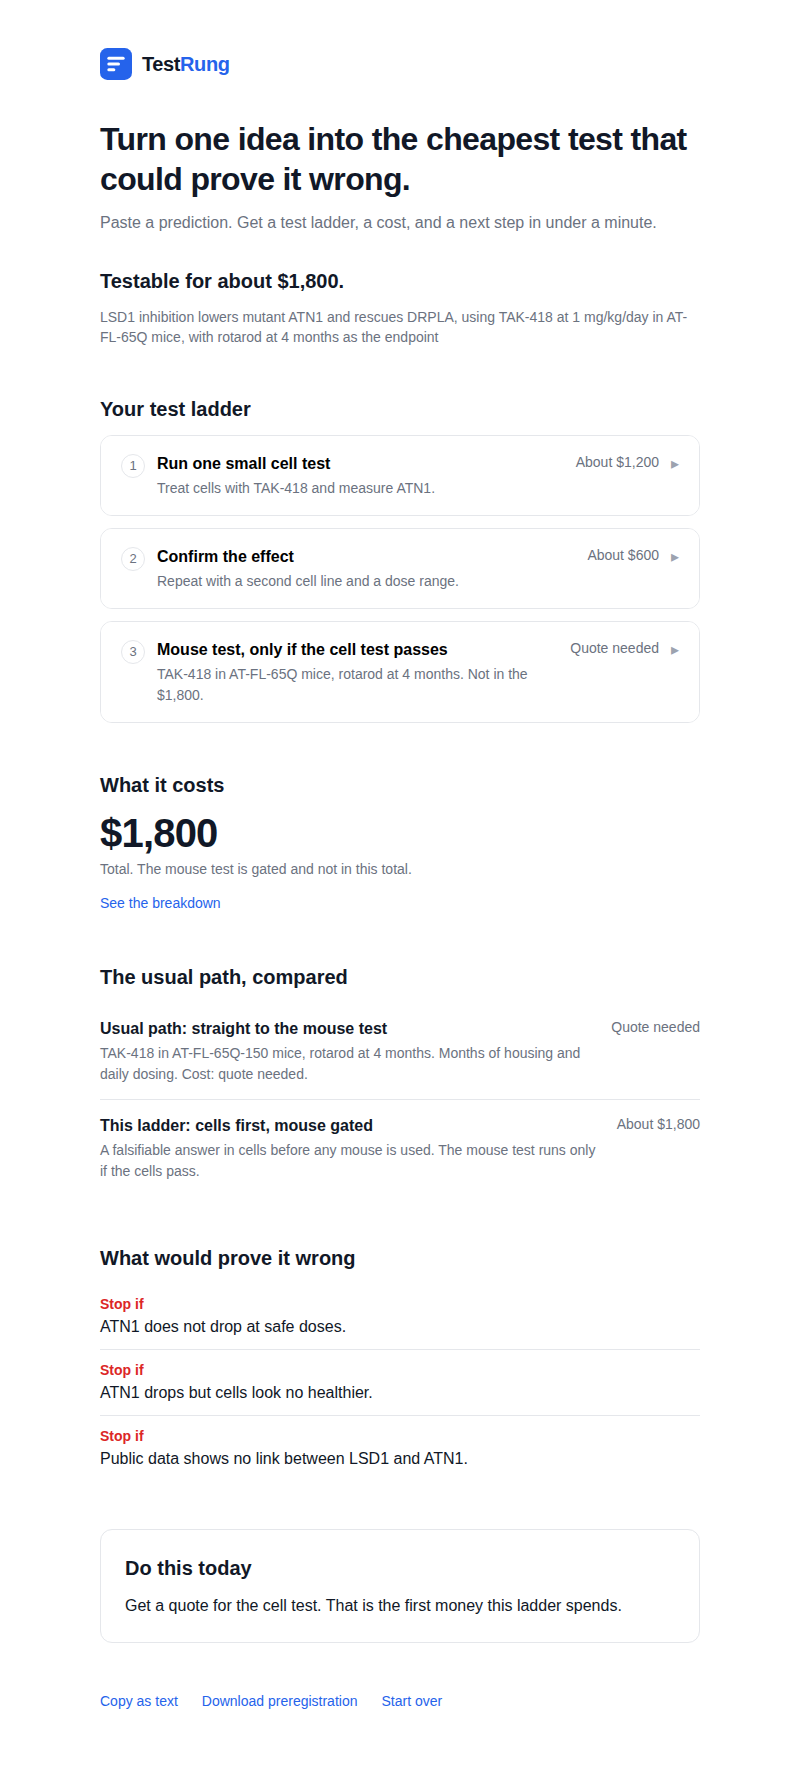 TestRung
Turn one idea into the cheapest test that
could prove it wrong.
Paste a prediction. Get a test ladder, a cost, and a next step in under a minute.
Testable for about $1,800.
LSD1 inhibition lowers mutant ATN1 and rescues DRPLA, using TAK-418 at 1 mg/kg/day in AT-
FL-65Q mice, with rotarod at 4 months as the endpoint
Your test ladder
1 Run one small cell test About $1,200 ▶
Treat cells with TAK-418 and measure ATN1.
2 Confirm the effect About $600 ▶
Repeat with a second cell line and a dose range.
3 Mouse test, only if the cell test passes Quote needed ▶
TAK-418 in AT-FL-65Q mice, rotarod at 4 months. Not in the
$1,800.
What it costs
$1,800
Total. The mouse test is gated and not in this total.
See the breakdown
The usual path, compared
Usual path: straight to the mouse test Quote needed
TAK-418 in AT-FL-65Q-150 mice, rotarod at 4 months. Months of housing and
daily dosing. Cost: quote needed.
This ladder: cells first, mouse gated About $1,800
A falsifiable answer in cells before any mouse is used. The mouse test runs only
if the cells pass.
What would prove it wrong
Stop if
ATN1 does not drop at safe doses.
Stop if
ATN1 drops but cells look no healthier.
Stop if
Public data shows no link between LSD1 and ATN1.
Do this today
Get a quote for the cell test. That is the first money this ladder spends.
Copy as text Download preregistration Start over